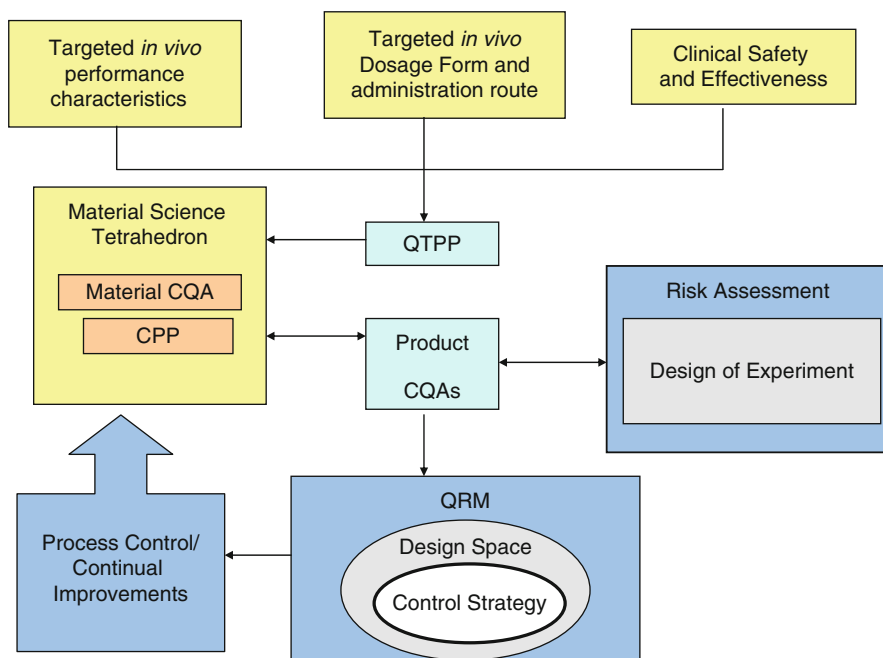 Targeted in vivo
performance
characteristics
Targeted in vivo
Dosage Form and
administration route
Clinical Safety
and Effectiveness
Material Science
Tetrahedron
Material CQA
CPP
QTPP
Product
CQAs
Risk Assessment
Design of Experiment
Process Control/
Continual
Improvements
QRM
Design Space
Control Strategy